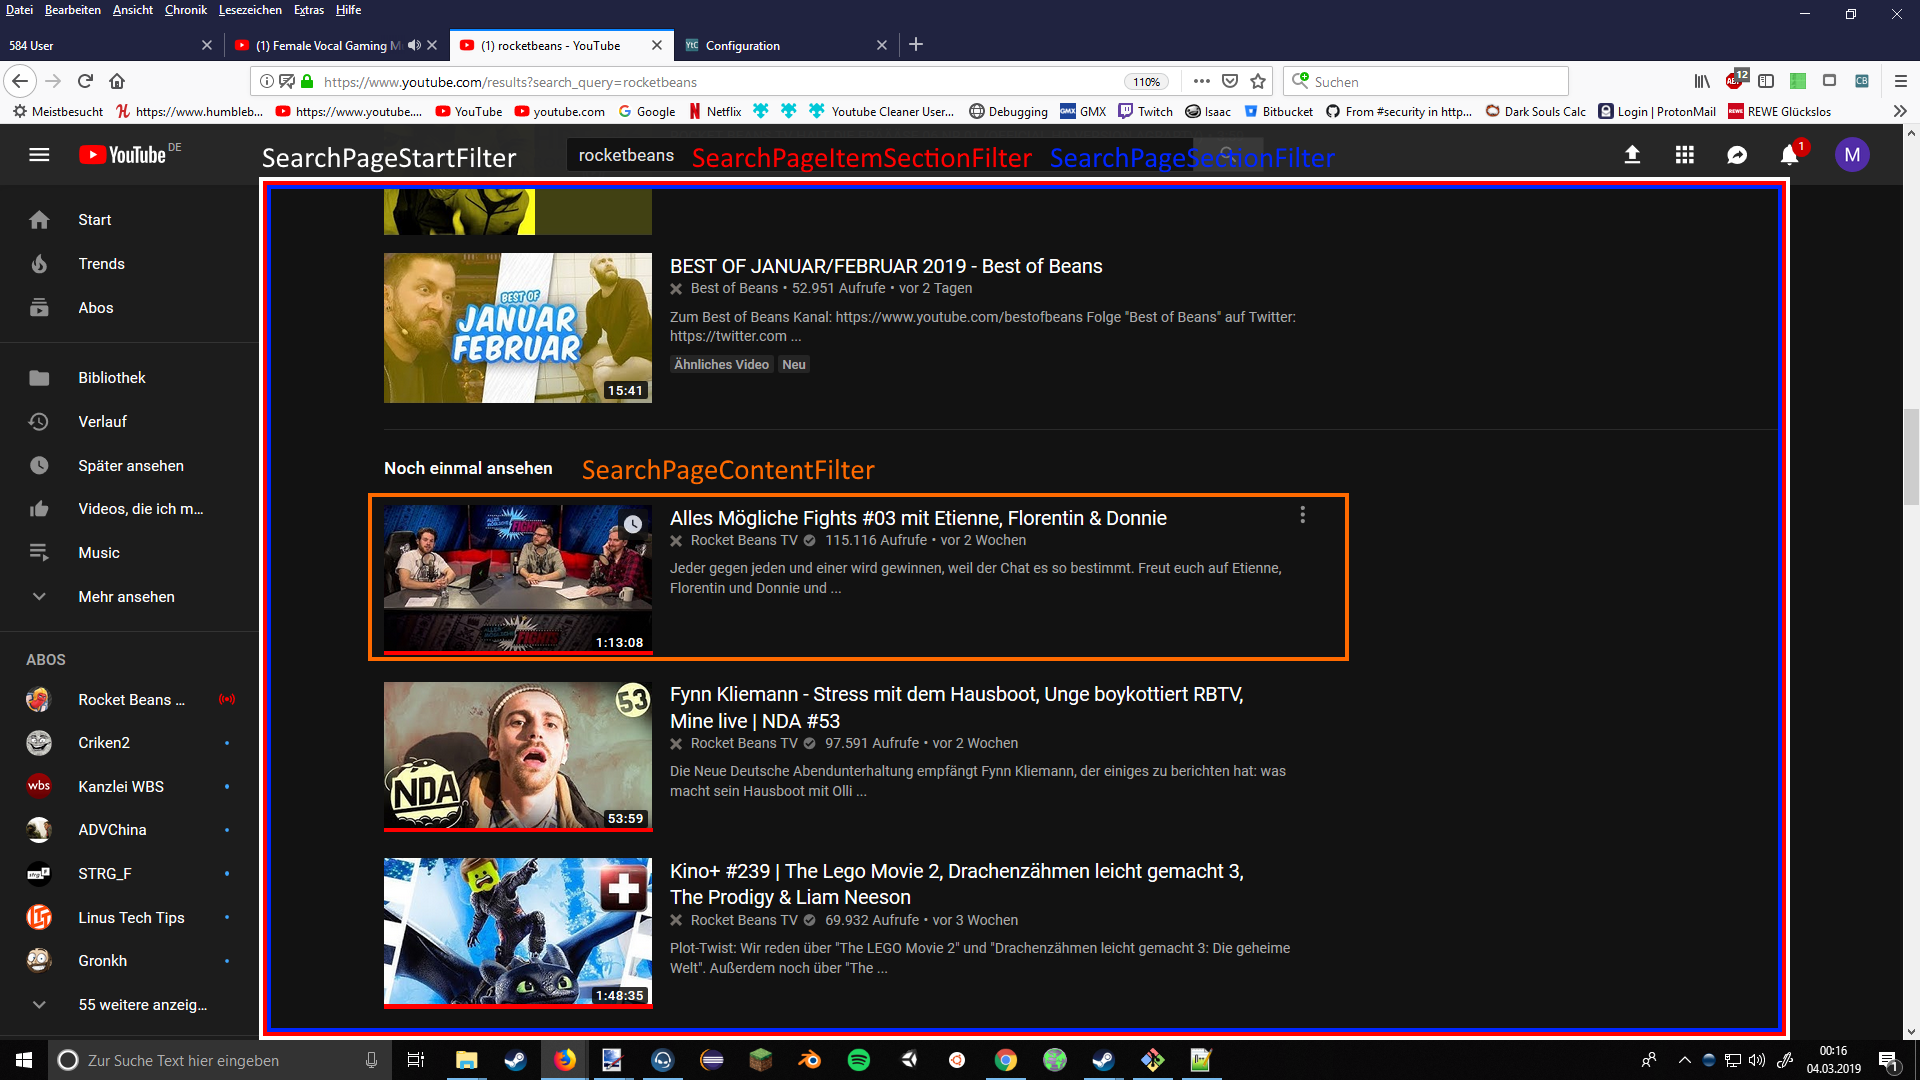 Datei Bearbeiten Ansicht Chronik Lesezeichen Extras Hilfe
584 User
(1) Female Vocal Gaming M
(1) rocketbeans - YouTube
YtC Configuration
https://www.youtube.com/results?search_query=rocketbeans
110%
Suchen
12
CB
Meistbesucht
https://www.humbleb...
https://www.youtube....
YouTube
youtube.com
Google
Netflix
Youtube Cleaner User...
Debugging
GMX GMX
Twitch
Isaac
Bitbucket
From #security in http...
Dark Souls Calc
Login | ProtonMail
REWE REWE Glückslos
YouTube DE
SearchPageStartFilter
rocketbeans
SearchPageItemSectionFilter
SearchPageSectionFilter
1
M
Start
Trends
Abos
Bibliothek
Verlauf
Später ansehen
Videos, die ich m...
Music
Mehr ansehen
ABOS
Rocket Beans ...
Criken2
wbs Kanzlei WBS
ADVChina
STRG_F
Linus Tech Tips
Gronkh
55 weitere anzeig...
BEST OF
JANUAR
FEBRUAR
15:41
BEST OF JANUAR/FEBRUAR 2019 - Best of Beans
Best of Beans • 52.951 Aufrufe • vor 2 Tagen
Zum Best of Beans Kanal: https://www.youtube.com/bestofbeans Folge "Best of Beans" auf Twitter:
https://twitter.com ...
Ähnliches Video Neu
Noch einmal ansehen
SearchPageContentFilter
FIGHTS
FIGHTS
1:13:08
Alles Mögliche Fights #03 mit Etienne, Florentin & Donnie
Rocket Beans TV 115.116 Aufrufe • vor 2 Wochen
Jeder gegen jeden und einer wird gewinnen, weil der Chat es so bestimmt. Freut euch auf Etienne,
Florentin und Donnie und ...
53
NDA
53:59
Fynn Kliemann - Stress mit dem Hausboot, Unge boykottiert RBTV,
Mine live | NDA #53
Rocket Beans TV 97.591 Aufrufe • vor 2 Wochen
Die Neue Deutsche Abendunterhaltung empfängt Fynn Kliemann, der einiges zu berichten hat: was
macht sein Hausboot mit Olli ...
1:48:35
Kino+ #239 | The Lego Movie 2, Drachenzähmen leicht gemacht 3,
The Prodigy & Liam Neeson
Rocket Beans TV 69.932 Aufrufe • vor 3 Wochen
Plot-Twist: Wir reden über "The LEGO Movie 2" und "Drachenzähmen leicht gemacht 3: Die geheime
Welt". Außerdem noch über "The ...
Zur Suche Text hier eingeben
00:16
04.03.2019
1